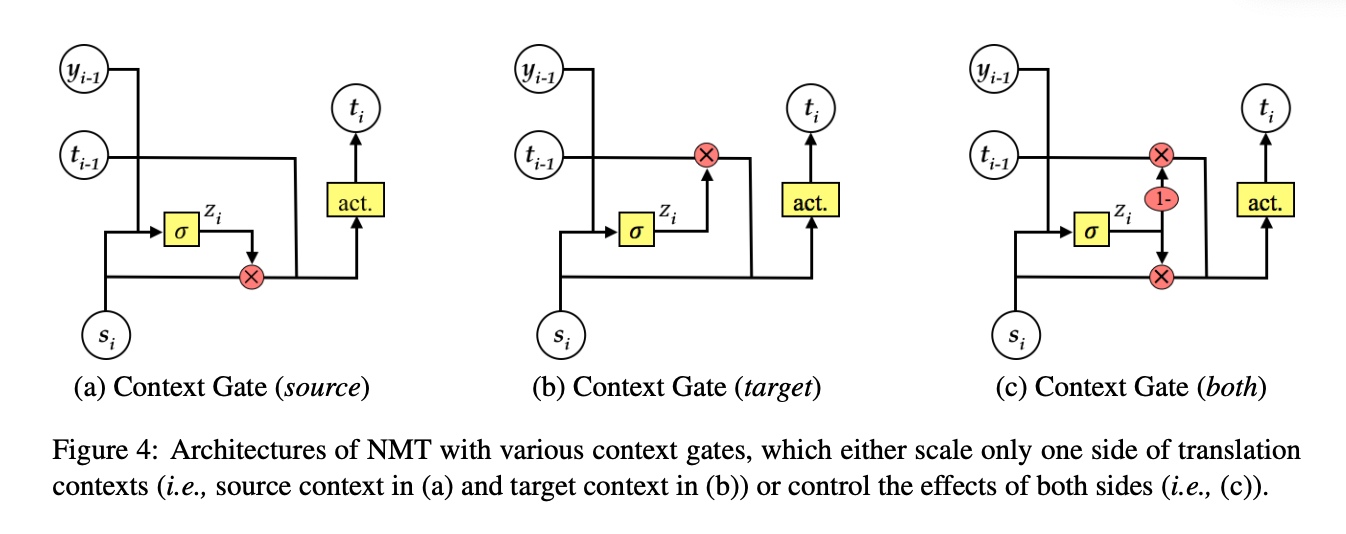 y_{i-1}
t_{i-1}
t_i
act.
z_i
σ
s_i
(a) Context Gate (source)
y_{i-1}
t_{i-1}
t_i
act.
z_i
σ
s_i
(b) Context Gate (target)
y_{i-1}
t_{i-1}
t_i
1-
act.
z_i
σ
s_i
(c) Context Gate (both)
Figure 4: Architectures of NMT with various context gates, which either scale only one side of translation
contexts (i.e., source context in (a) and target context in (b)) or control the effects of both sides (i.e., (c)).